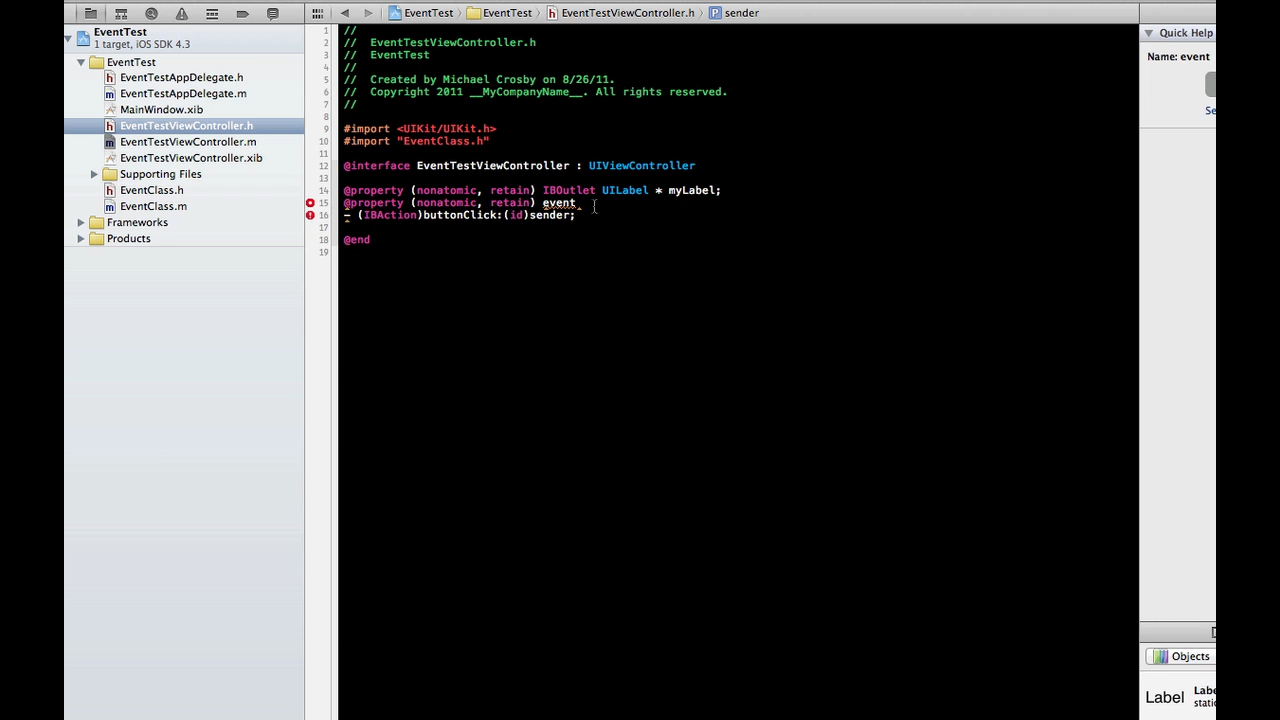 EventTest
EventTest
EventTestViewController.h
sender
EventTest
1 target, iOS SDK 4.3
EventTest
EventTestAppDelegate.h
EventTestAppDelegate.m
MainWindow.xib
EventTestViewController.h
EventTestViewController.m
EventTestViewController.xib
Supporting Files
EventClass.h
EventClass.m
Frameworks
Products
1 //
2 //  EventTestViewController.h
3 //  EventTest
4 //
5 //  Created by Michael Crosby on 8/26/11.
6 //  Copyright 2011 __MyCompanyName__. All rights reserved.
7 //
8
9 #import <UIKit/UIKit.h>
10 #import "EventClass.h"
11
12 @interface EventTestViewController : UIViewController
13
14 @property (nonatomic, retain) IBOutlet UILabel * myLabel;
15 @property (nonatomic, retain) event
16 - (IBAction)buttonClick:(id)sender;
17
18 @end
19
Quick Help
Name: event
Se
Objects
Label
Labe
stati